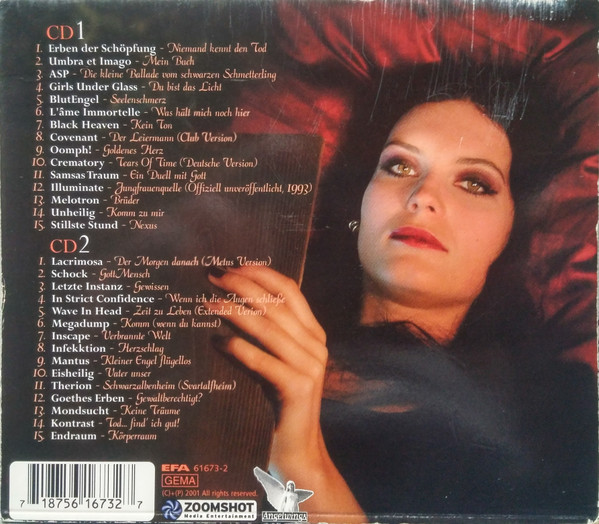 CD 1
1. Erben der Schöpfung - Niemand kennt den Tod
2. Umbra et Imago - Mein Buch
3. ASP - Die kleine Ballade vom schwarzen Schmetterling
4. Girls Under Glass - Du bist das Licht
5. BlutEngel - Seelenschmerz
6. L'âme Immortelle - Was hält mich noch hier
7. Black Heaven - Kein Ton
8. Covenant - Der Leiermann (Club Version)
9. Oomph! - Goldenes Herz
10. Crematory - Tears Of Time (Deutsche Version)
11. Samsas Traum - Ein Duell mit Gott
12. Illuminate - Jungfrauenquelle (Offiziell unveröffentlicht, 1993)
13. Melotron - Brüder
14. Unheilig - Komm zu mir
15. Stillste Stund - Nexus
CD 2
1. Lacrimosa - Der Morgen danach (Metus Version)
2. Schock - GottMensch
3. Letzte Instanz - Gewissen
4. In Strict Confidence - Wenn ich die Augen schließe
5. Wave In Head - Zeit zu Leben (Extended Verion)
6. Megadump - Komm (wenn du kannst)
7. Inscape - Verbrannte Welt
8. Infekktion - Herzschlag
9. Mantus - Kleiner Engel flügellos
10. Eisheilig - Vater unser
11. Therion - Schwarzalbenheim (Svartalfheim)
12. Goethes Erben - Gewaltberechtigt?
13. Mondsucht - Keine Träume
14. Kontrast - Tod... find' ich gut!
15. Endraum - Körperraum
7 18756 16732 7
EFA 61673-2
GEMA
(C)+(P) 2001 All rights reserved.
ZOOMSHOT
Media Entertainment
Angelwings